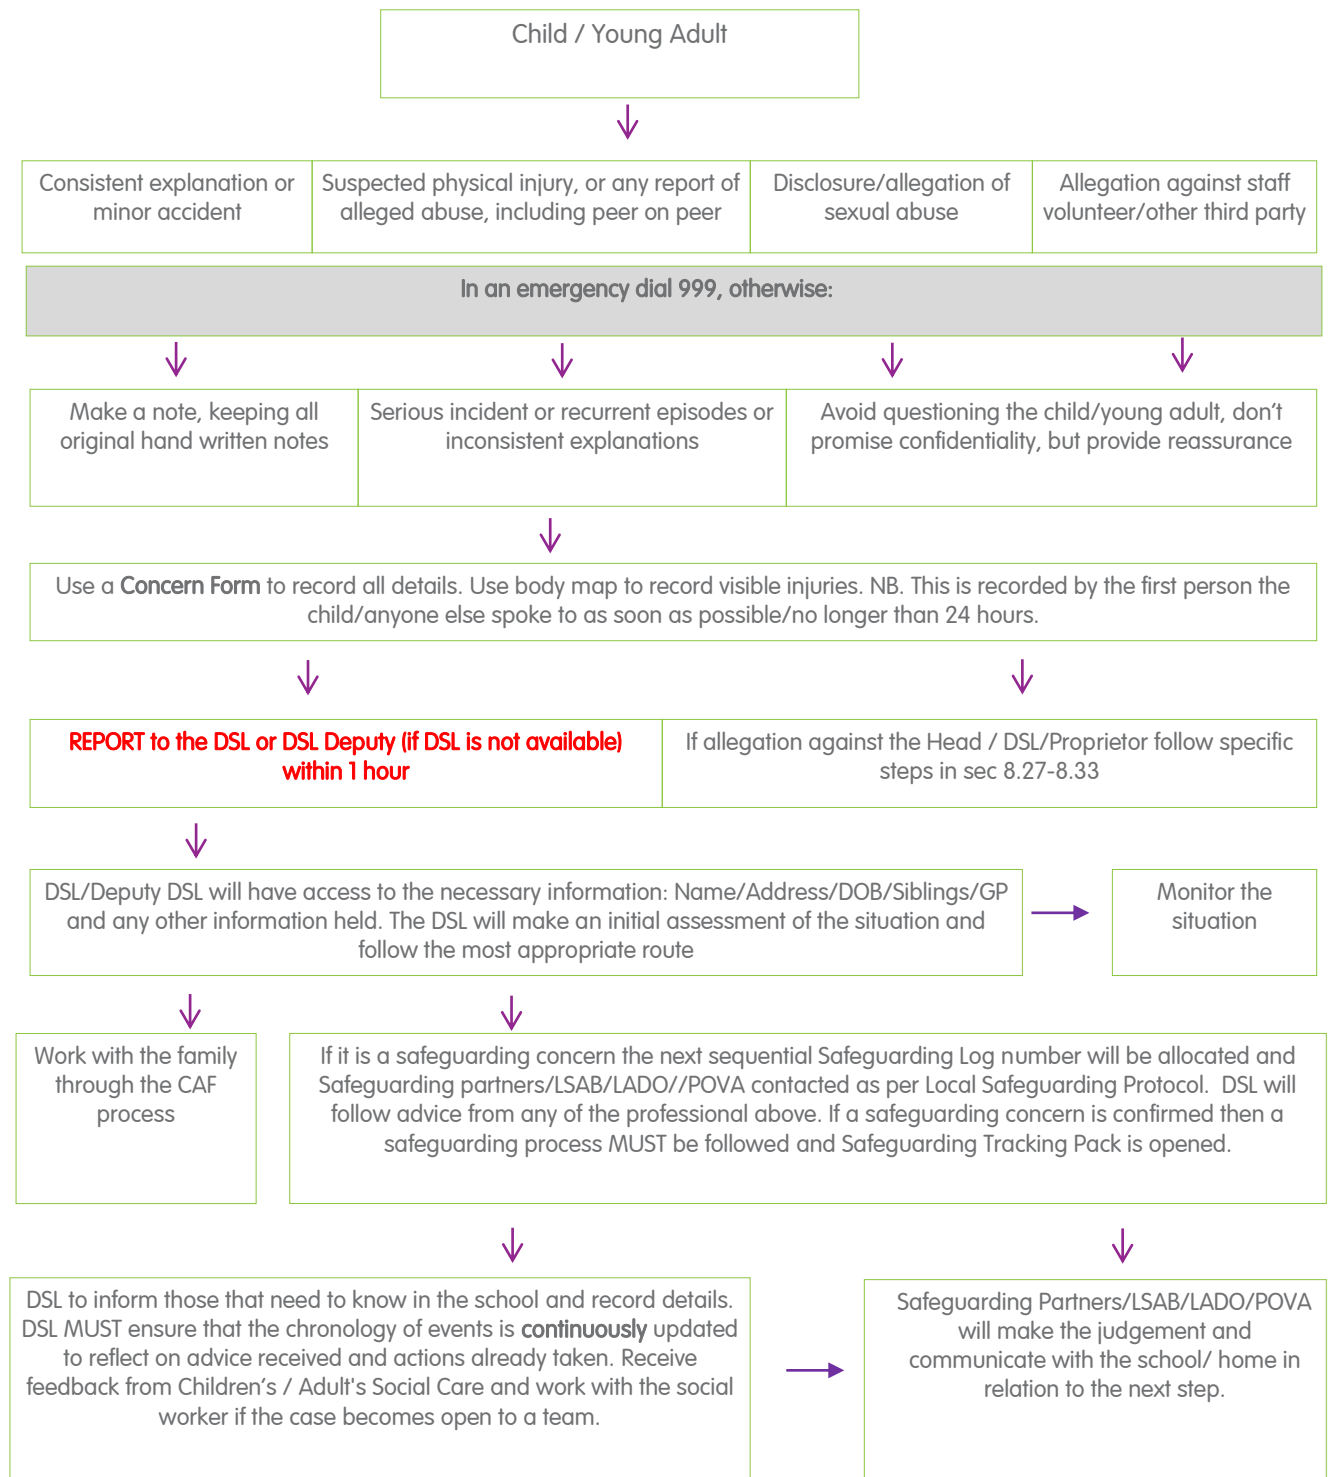 Child / Young Adult
Consistent explanation or
minor accident
Suspected physical injury, or any report of
alleged abuse, including peer on peer
Disclosure/allegation of
sexual abuse
Allegation against staff
volunteer/other third party
In an emergency dial 999, otherwise:
Make a note, keeping all
original hand written notes
Serious incident or recurrent episodes or
inconsistent explanations
Avoid questioning the child/young adult, don’t
promise confidentiality, but provide reassurance
Use a Concern Form to record all details. Use body map to record visible injuries. NB. This is recorded by the first person the
child/anyone else spoke to as soon as possible/no longer than 24 hours.
REPORT to the DSL or DSL Deputy (if DSL is not available)
within 1 hour
If allegation against the Head / DSL/Proprietor follow specific
steps in sec 8.27-8.33
DSL/Deputy DSL will have access to the necessary information: Name/Address/DOB/Siblings/GP
and any other information held. The DSL will make an initial assessment of the situation and
follow the most appropriate route
Monitor the
situation
Work with the family
through the CAF
process
If it is a safeguarding concern the next sequential Safeguarding Log number will be allocated and
Safeguarding partners/LSAB/LADO//POVA contacted as per Local Safeguarding Protocol.  DSL will
follow advice from any of the professional above. If a safeguarding concern is confirmed then a
safeguarding process MUST be followed and Safeguarding Tracking Pack is opened.
DSL to inform those that need to know in the school and record details.
DSL MUST ensure that the chronology of events is continuously updated
to reflect on advice received and actions already taken. Receive
feedback from Children’s / Adult's Social Care and work with the social
worker if the case becomes open to a team.
Safeguarding Partners/LSAB/LADO/POVA
will make the judgement and
communicate with the school/ home in
relation to the next step.